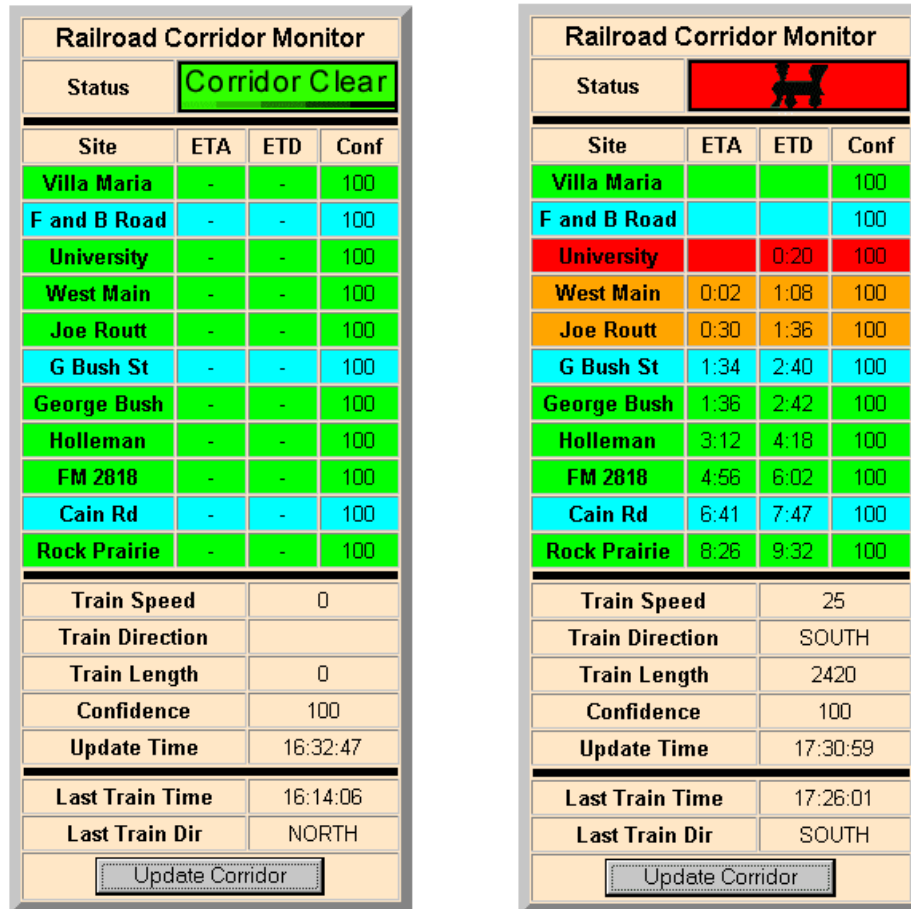 Railroad Corridor Monitor
Status Corridor Clear
Site ETA ETD Conf
Villa Maria - - 100
F and B Road - - 100
University - - 100
West Main - - 100
Joe Routt - - 100
G Bush St - - 100
George Bush - - 100
Holleman - - 100
FM 2818 - - 100
Cain Rd - - 100
Rock Prairie - - 100
Train Speed 0
Train Direction
Train Length 0
Confidence 100
Update Time 16:32:47
Last Train Time 16:14:06
Last Train Dir NORTH
Update Corridor
Railroad Corridor Monitor
Status
Site ETA ETD Conf
Villa Maria 100
F and B Road 100
University 0:20 100
West Main 0:02 1:08 100
Joe Routt 0:30 1:36 100
G Bush St 1:34 2:40 100
George Bush 1:36 2:42 100
Holleman 3:12 4:18 100
FM 2818 4:56 6:02 100
Cain Rd 6:41 7:47 100
Rock Prairie 8:26 9:32 100
Train Speed 25
Train Direction SOUTH
Train Length 2420
Confidence 100
Update Time 17:30:59
Last Train Time 17:26:01
Last Train Dir SOUTH
Update Corridor